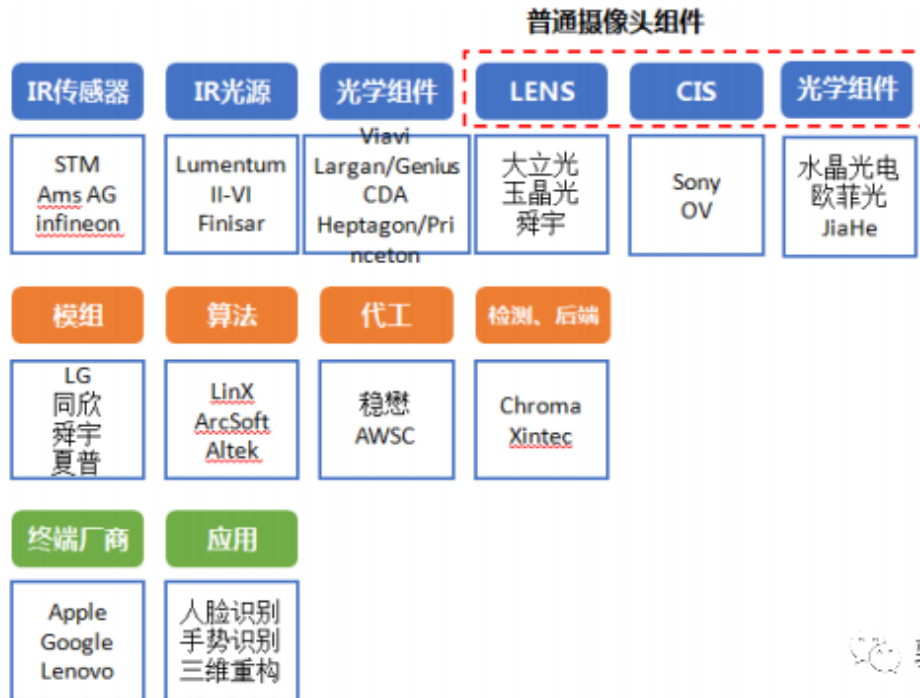 普通摄像头组件
IR传感器
IR光源
光学组件
LENS
CIS
光学组件
STM
Ams AG
infineon
Lumentum
II-VI
Finisar
Viavi
Largan/Genius
CDA
Heptagon/Pri
nceton
大立光
玉晶光
舜宇
Sony
OV
水晶光电
欧菲光
JiaHe
模组
算法
代工
检测、后端
LG
同欣
舜宇
夏普
LinX
ArcSoft
Altek
稳懋
AWSC
Chroma
Xintec
终端厂商
应用
Apple
Google
Lenovo
人脸识别
手势识别
三维重构